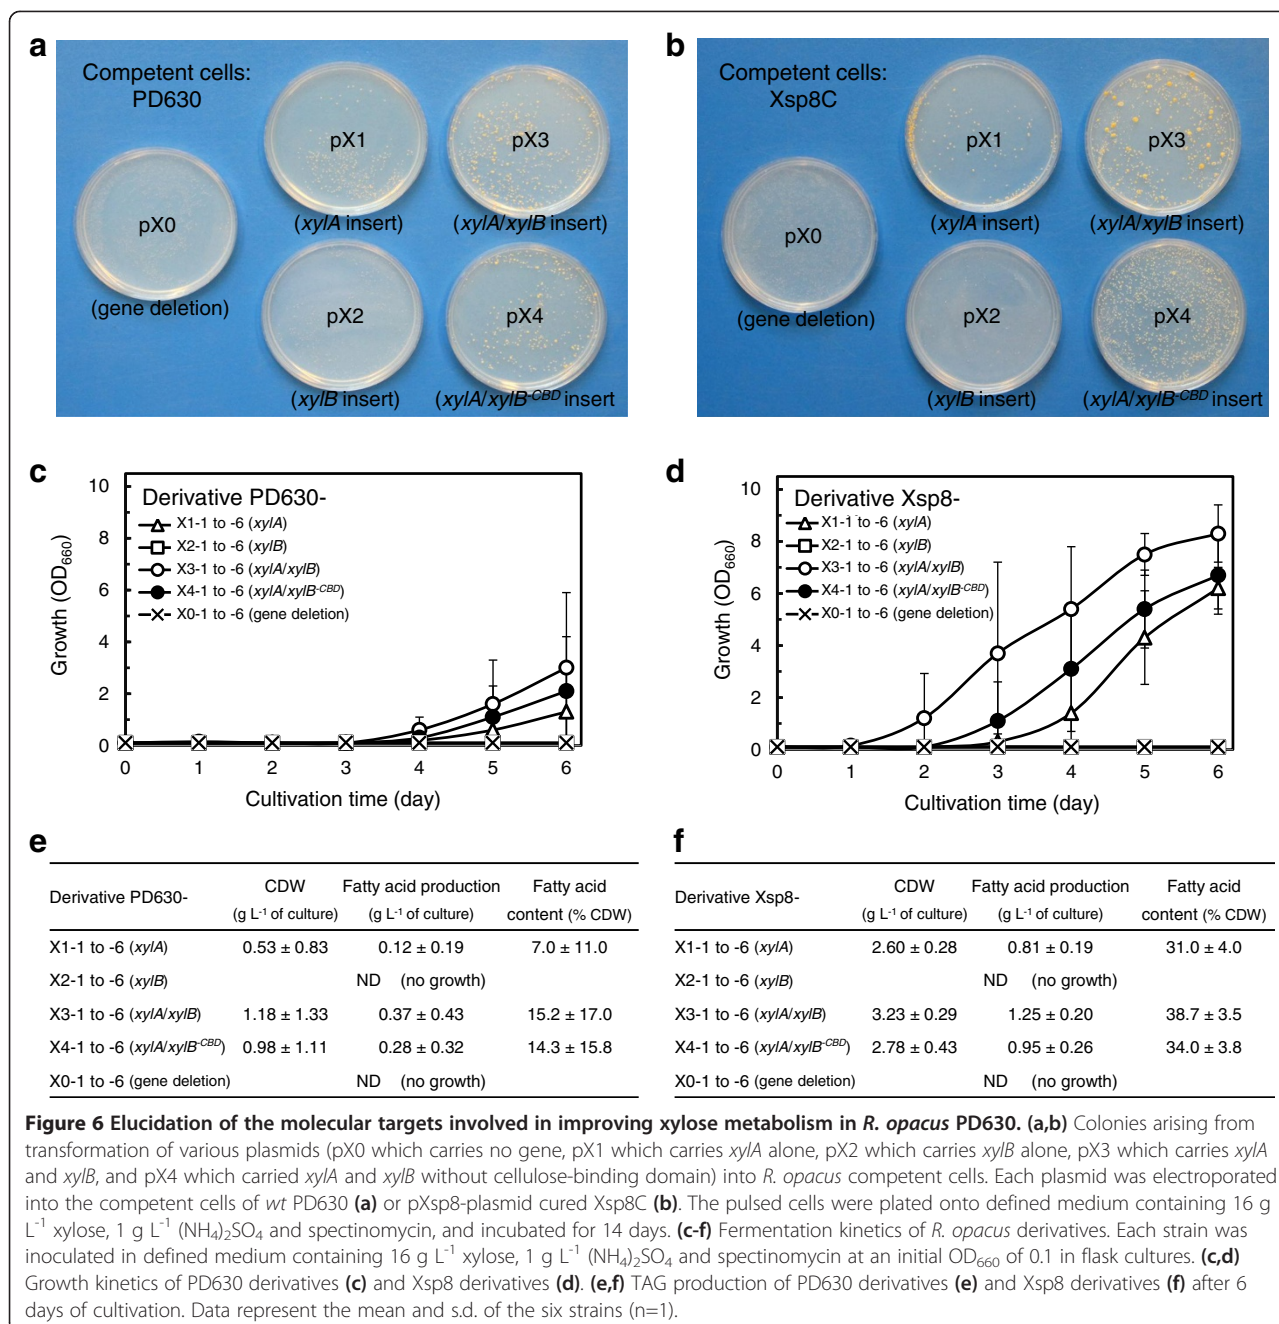 a
Competent cells:
PD630
pX0
(gene deletion)
pX1
(xylA insert)
pX3
(xylA/xylB insert)
pX2
(xylB insert)
pX4
(xylA/xylB-CBD insert
b
Competent cells:
Xsp8C
pX0
(gene deletion)
pX1
(xylA insert)
pX3
(xylA/xylB insert)
pX2
(xylB insert)
pX4
(xylA/xylB-CBD insert
c
Derivative PD630-
X1-1 to -6 (xylA)
X2-1 to -6 (xylB)
X3-1 to -6 (xylA/xylB)
X4-1 to -6 (xylA/xylB-CBD)
X0-1 to -6 (gene deletion)
Growth (OD660)
10
8
6
4
2
0
0 1 2 3 4 5 6
Cultivation time (day)
d
Derivative Xsp8-
X1-1 to -6 (xylA)
X2-1 to -6 (xylB)
X3-1 to -6 (xylA/xylB)
X4-1 to -6 (xylA/xylB-CBD)
X0-1 to -6 (gene deletion)
Growth (OD660)
10
8
6
4
2
0
0 1 2 3 4 5 6
Cultivation time (day)
e
Derivative PD630- CDW (g L-1 of culture) Fatty acid production (g L-1 of culture) Fatty acid content (% CDW)
X1-1 to -6 (xylA) 0.53 ± 0.83 0.12 ± 0.19 7.0 ± 11.0
X2-1 to -6 (xylB) ND (no growth)
X3-1 to -6 (xylA/xylB) 1.18 ± 1.33 0.37 ± 0.43 15.2 ± 17.0
X4-1 to -6 (xylA/xylB-CBD) 0.98 ± 1.11 0.28 ± 0.32 14.3 ± 15.8
X0-1 to -6 (gene deletion) ND (no growth)
f
Derivative Xsp8- CDW (g L-1 of culture) Fatty acid production (g L-1 of culture) Fatty acid content (% CDW)
X1-1 to -6 (xylA) 2.60 ± 0.28 0.81 ± 0.19 31.0 ± 4.0
X2-1 to -6 (xylB) ND (no growth)
X3-1 to -6 (xylA/xylB) 3.23 ± 0.29 1.25 ± 0.20 38.7 ± 3.5
X4-1 to -6 (xylA/xylB-CBD) 2.78 ± 0.43 0.95 ± 0.26 34.0 ± 3.8
X0-1 to -6 (gene deletion) ND (no growth)
Figure 6 Elucidation of the molecular targets involved in improving xylose metabolism in R. opacus PD630. (a,b) Colonies arising from
transformation of various plasmids (pX0 which carries no gene, pX1 which carries xylA alone, pX2 which carries xylB alone, pX3 which carries xylA
and xylB, and pX4 which carried xylA and xylB without cellulose-binding domain) into R. opacus competent cells. Each plasmid was electroporated
into the competent cells of wt PD630 (a) or pXsp8-plasmid cured Xsp8C (b). The pulsed cells were plated onto defined medium containing 16 g
L-1 xylose, 1 g L-1 (NH4)2SO4 and spectinomycin, and incubated for 14 days. (c-f) Fermentation kinetics of R. opacus derivatives. Each strain was
inoculated in defined medium containing 16 g L-1 xylose, 1 g L-1 (NH4)2SO4 and spectinomycin at an initial OD660 of 0.1 in flask cultures. (c,d)
Growth kinetics of PD630 derivatives (c) and Xsp8 derivatives (d). (e,f) TAG production of PD630 derivatives (e) and Xsp8 derivatives (f) after 6
days of cultivation. Data represent the mean and s.d. of the six strains (n=1).